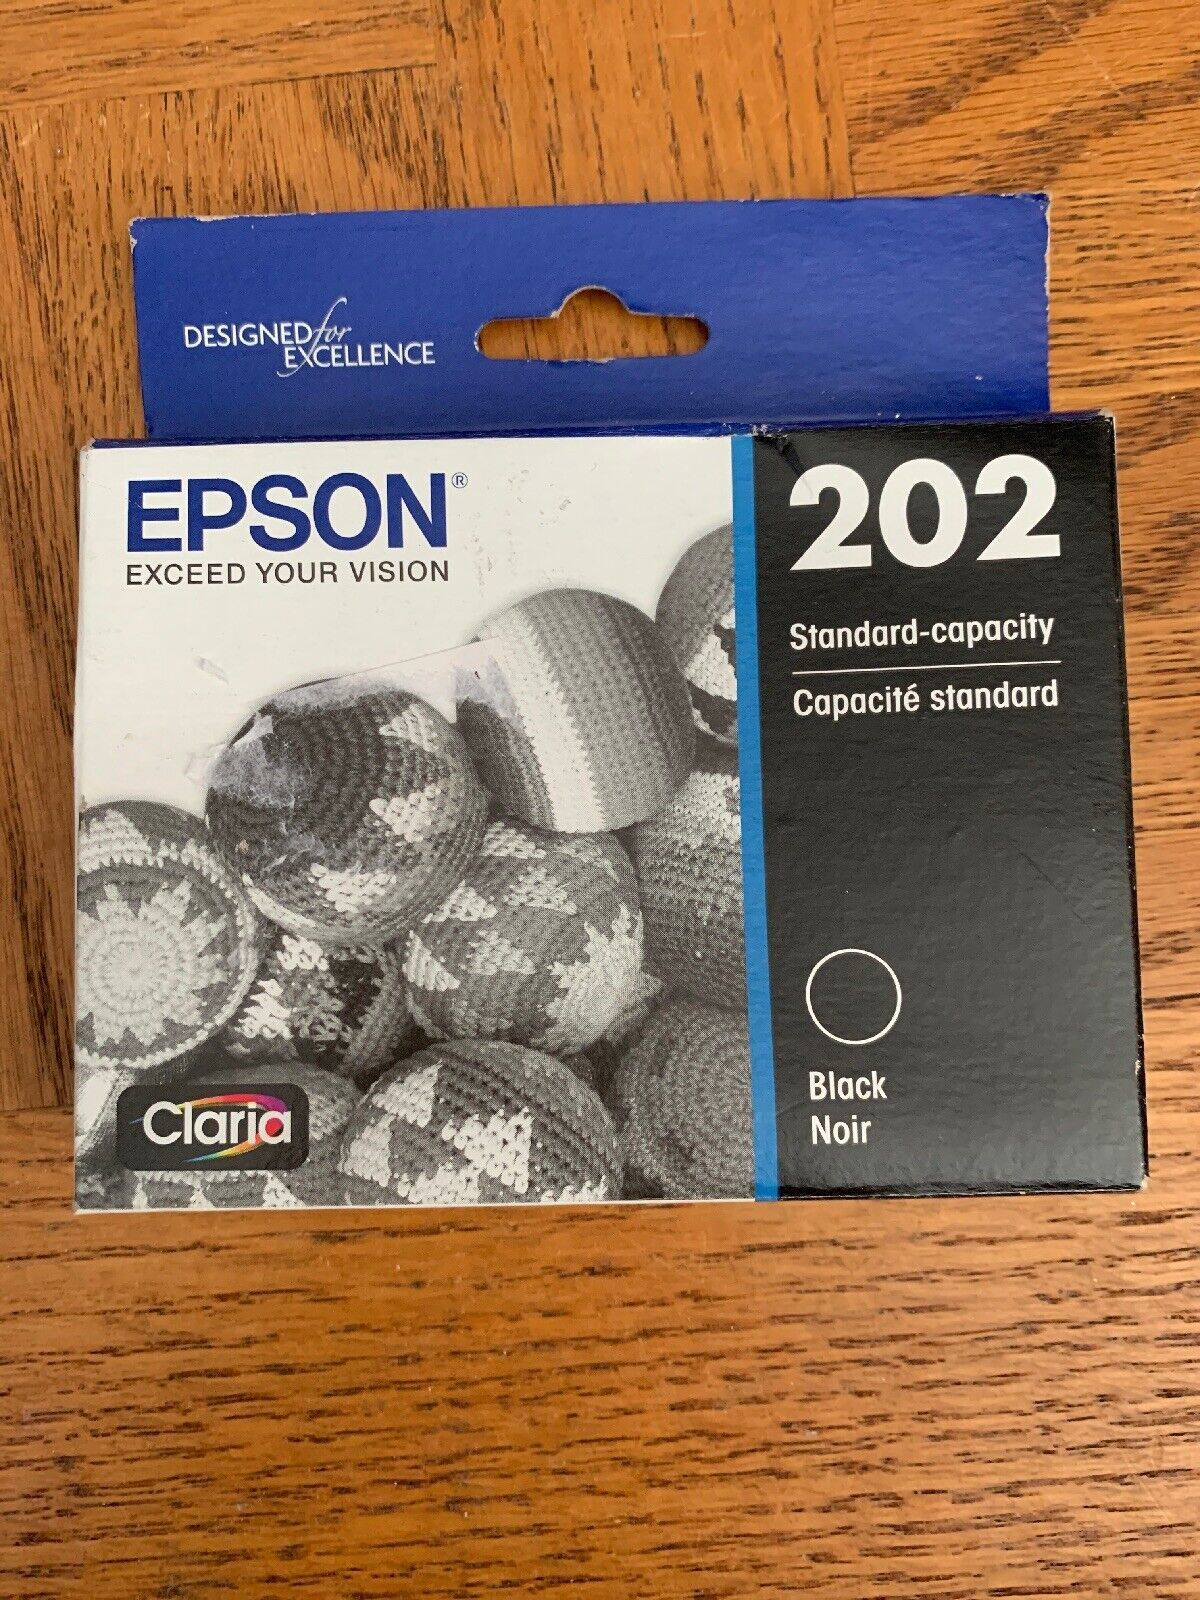 DESIGNED for
EXCELLENCE
EPSON®
EXCEED YOUR VISION
202
Standard-capacity
Capacité standard
Black
Noir
Claria